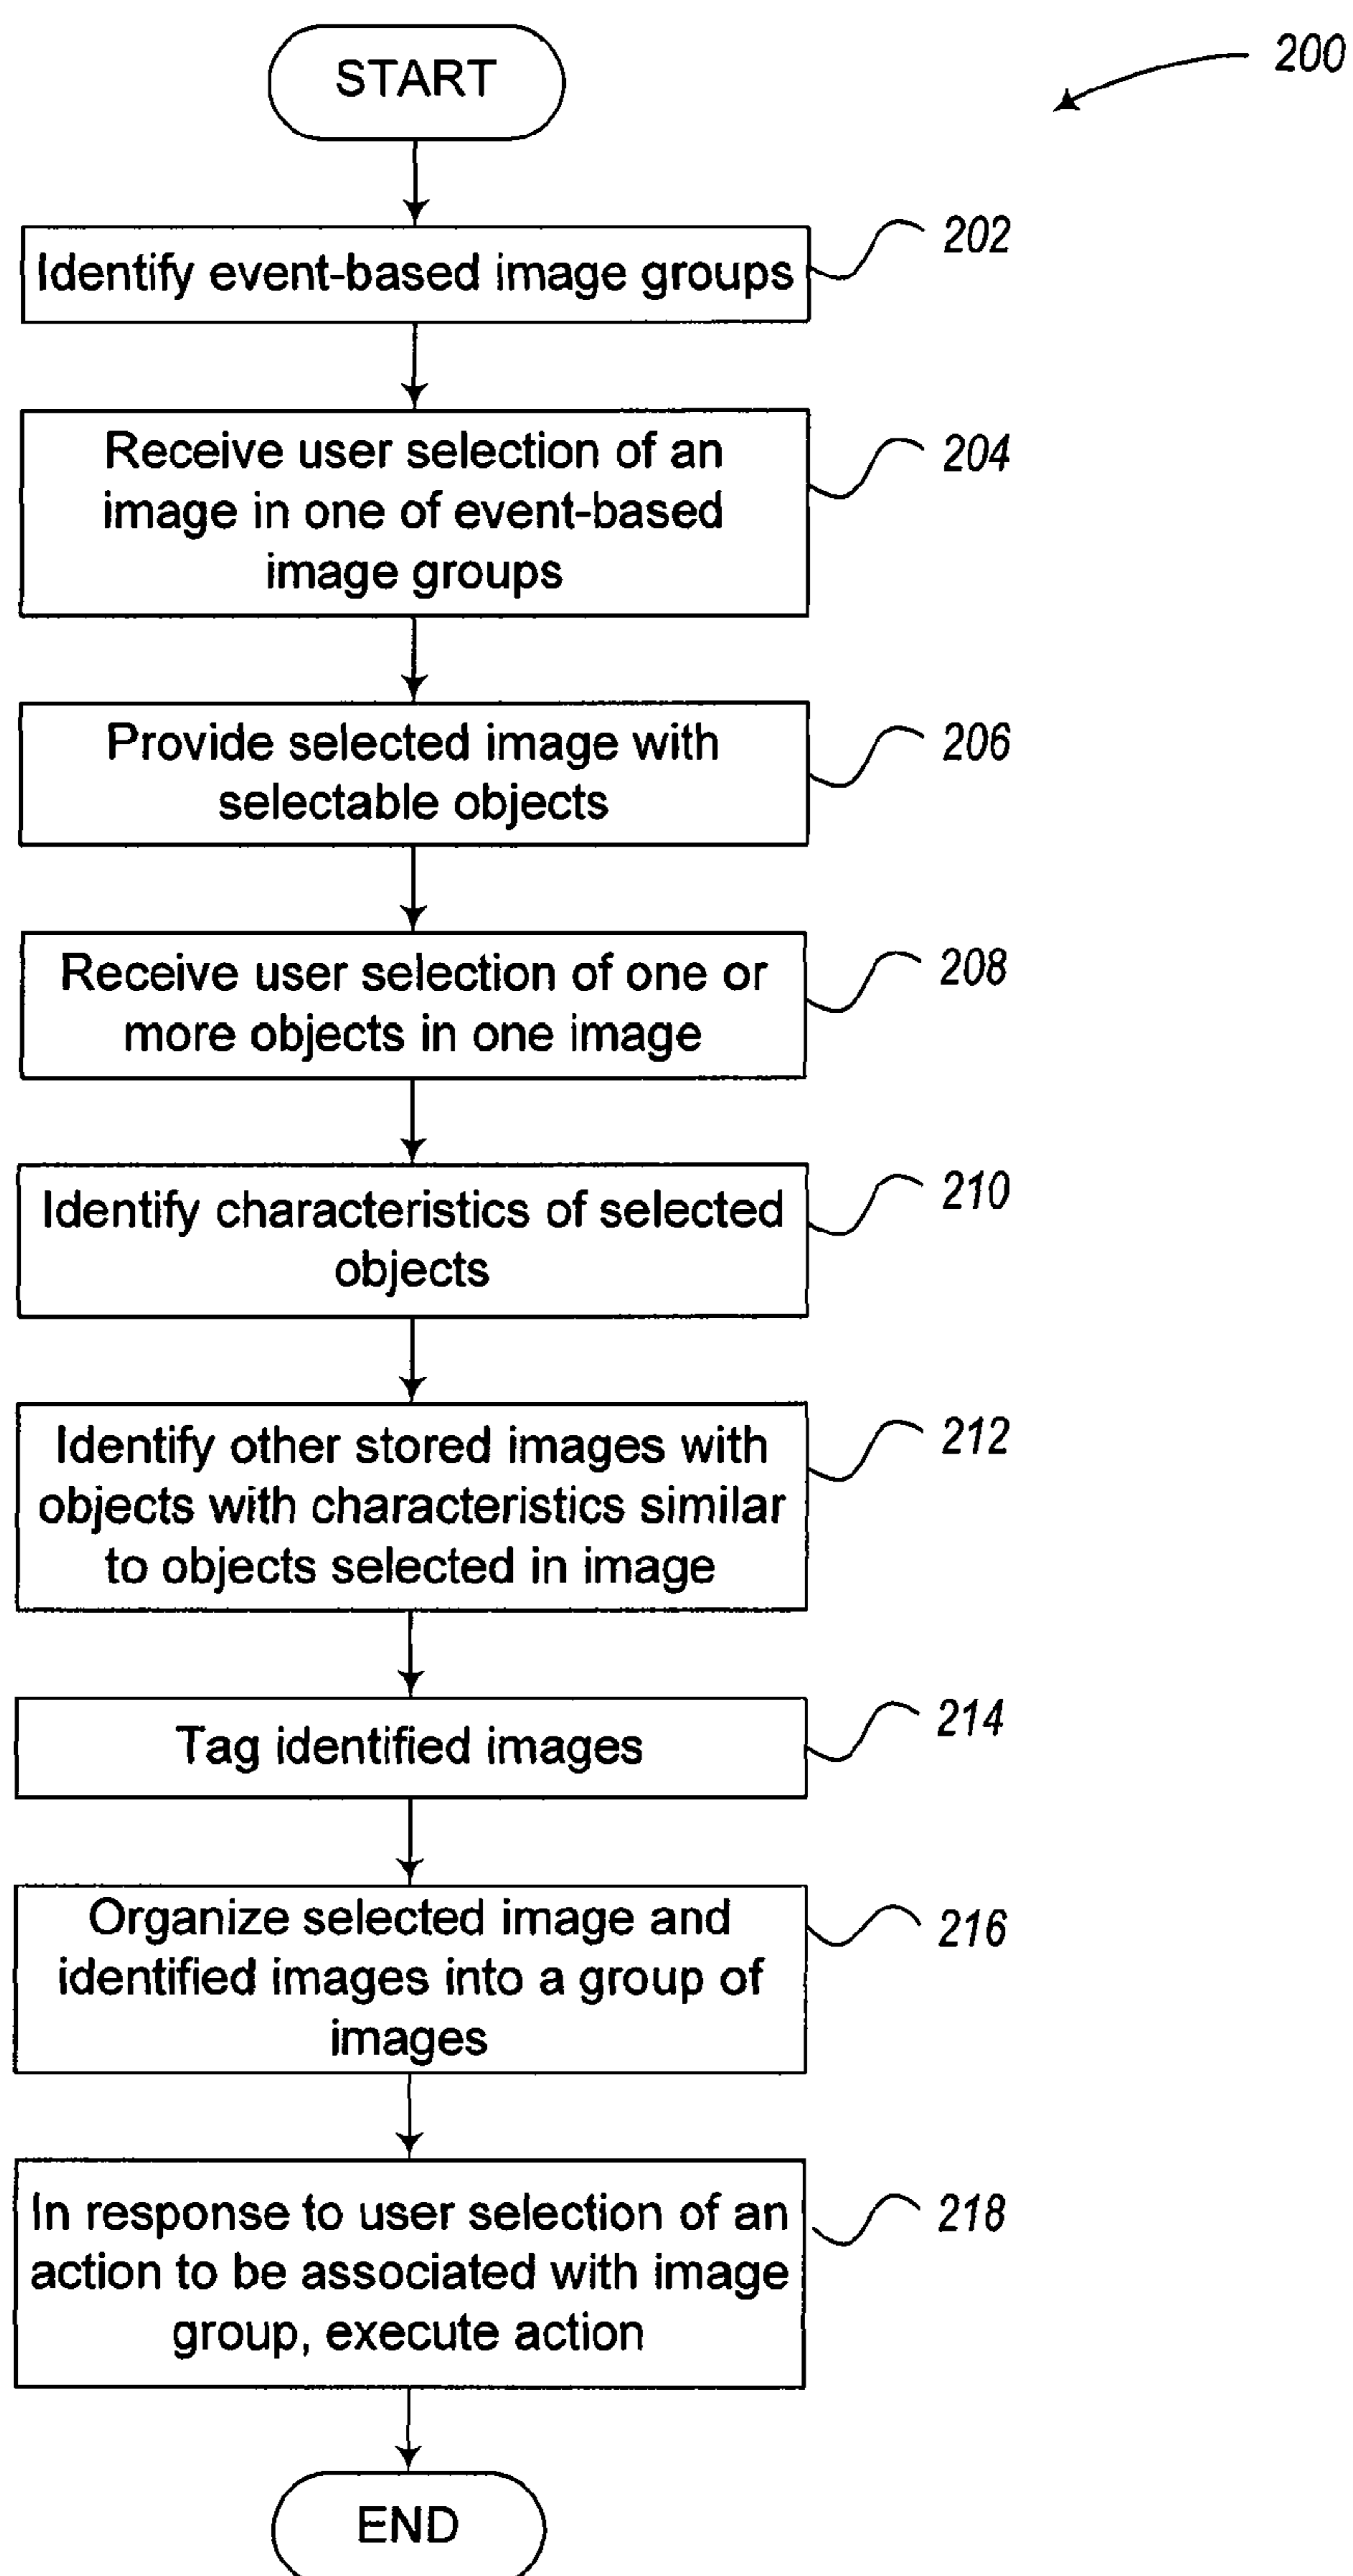 START
200
Identify event-based image groups
202
Receive user selection of an
image in one of event-based
image groups
204
Provide selected image with
selectable objects
206
Receive user selection of one or
more objects in one image
208
Identify characteristics of selected
objects
210
Identify other stored images with
objects with characteristics similar
to objects selected in image
212
Tag identified images
214
Organize selected image and
identified images into a group of
images
216
In response to user selection of an
action to be associated with image
group, execute action
218
END